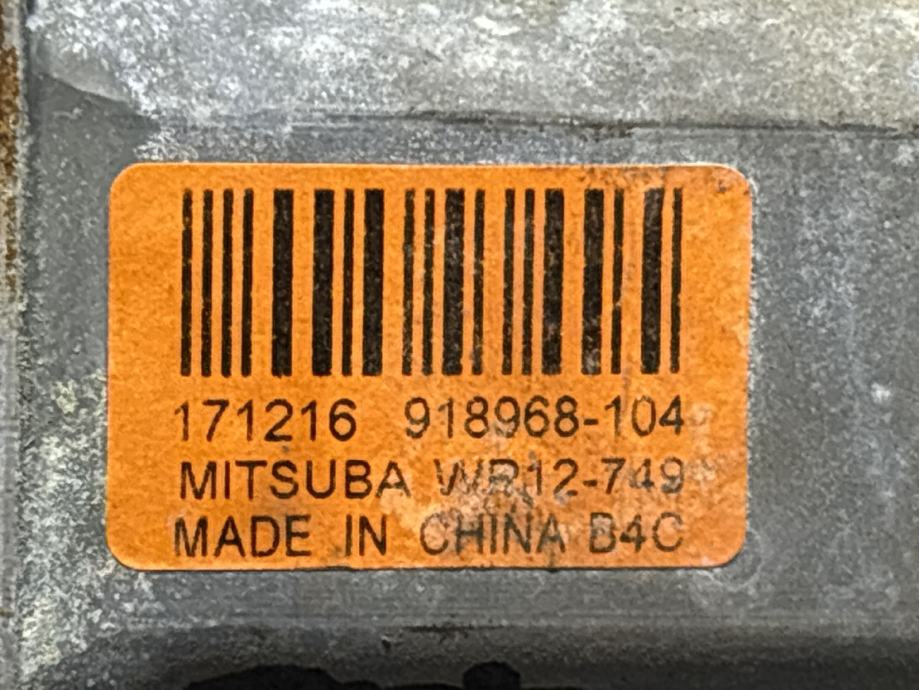 171216 918968-104
MITSUBA WR12-749
MADE IN CHINA B4C